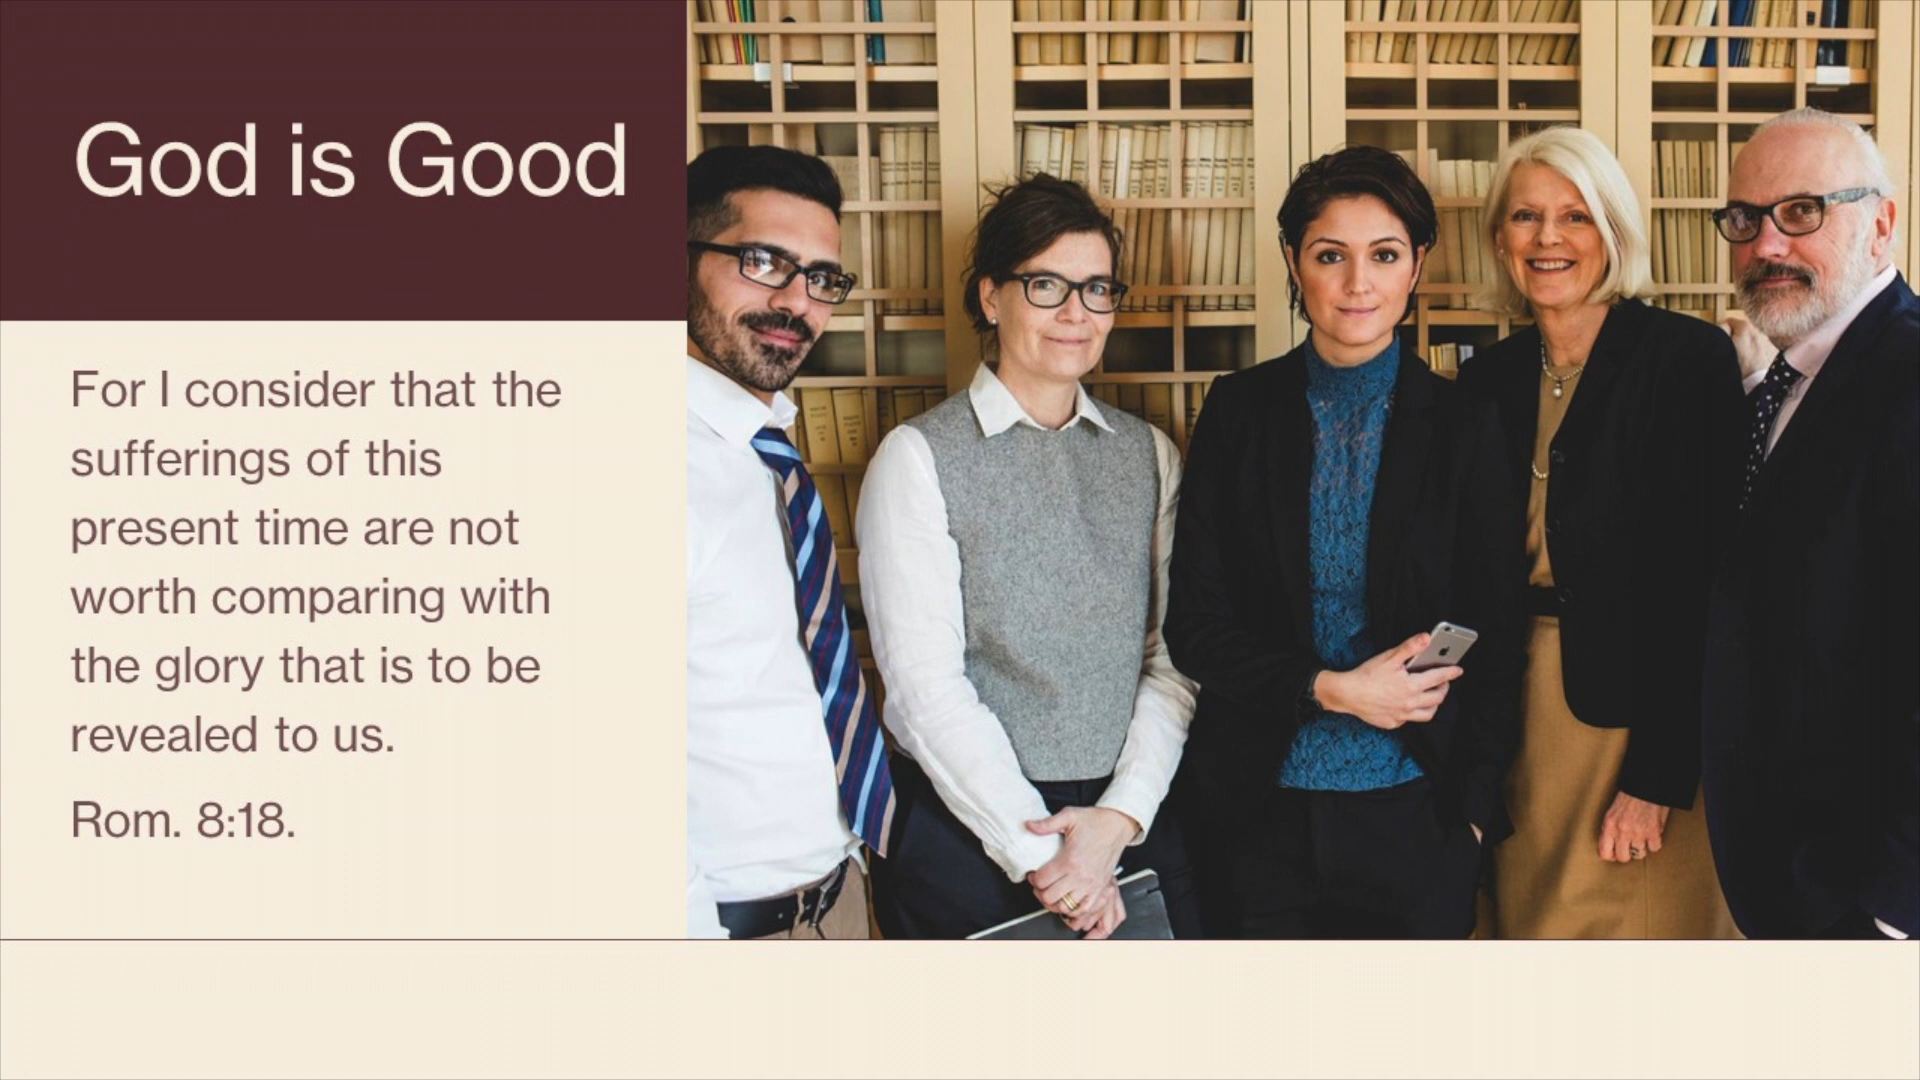 God is Good
For I consider that the
sufferings of this
present time are not
worth comparing with
the glory that is to be
revealed to us.
Rom. 8:18.